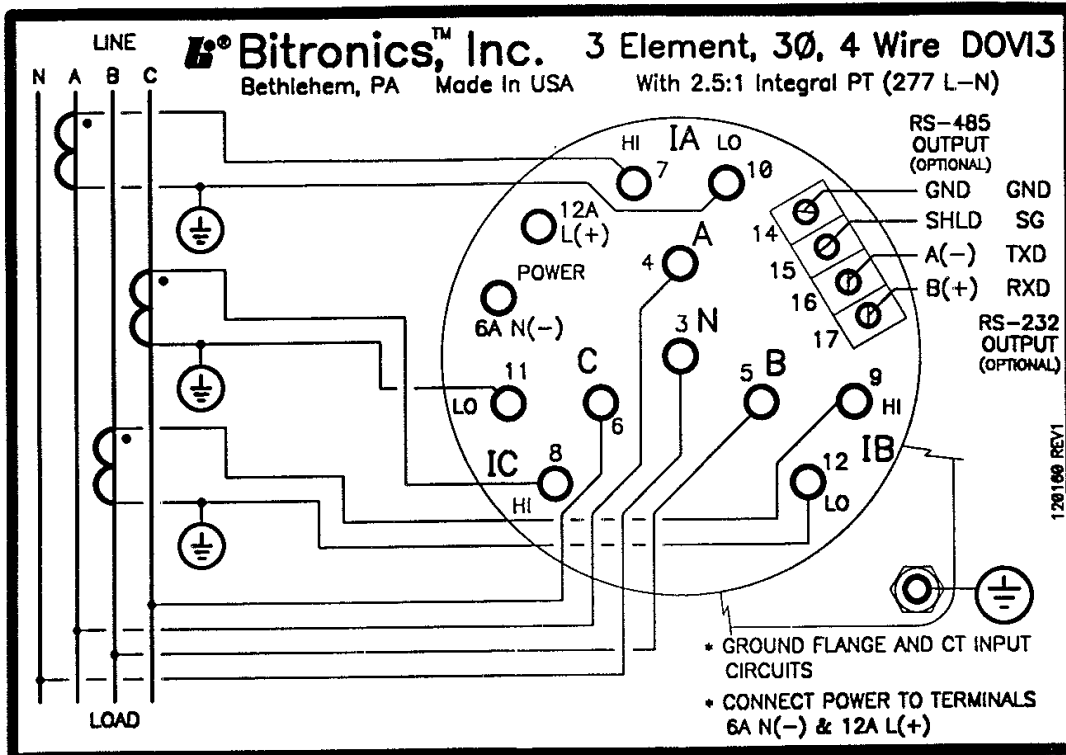 LINE
N A B C
Bitronics,™ Inc.
Bethlehem, PA Made In USA
3 Element, 3Ø, 4 Wire DOVI3
With 2.5:1 Integral PT (277 L-N)
RS-485
OUTPUT
(OPTIONAL)
GND GND
SHLD SG
A(-) TXD
B(+) RXD
RS-232
OUTPUT
(OPTIONAL)
14
15
16
17
HI IA LO
7 10
12A
L(+)
POWER
6A N(-)
4 A
3 N
11
LO
C
6
5 B
9
HI
IC
8
HI
12
IB
LO
120160 REV1
* GROUND FLANGE AND CT INPUT
CIRCUITS
* CONNECT POWER TO TERMINALS
6A N(-) & 12A L(+)
LOAD